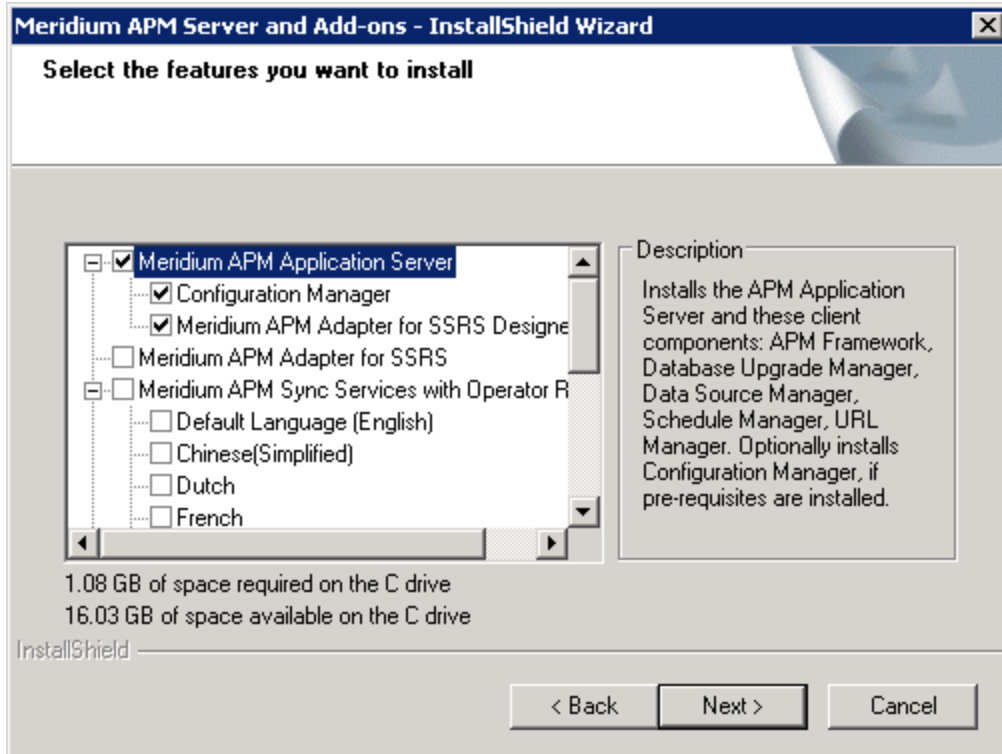 Meridium APM Server and Add-ons - InstallShield Wizard
Select the features you want to install
Meridium APM Application Server
Configuration Manager
Meridium APM Adapter for SSRS Designe
Meridium APM Adapter for SSRS
Meridium APM Sync Services with Operator R
Default Language (English)
Chinese(Simplified)
Dutch
French
Description
Installs the APM Application
Server and these client
components: APM Framework,
Database Upgrade Manager,
Data Source Manager,
Schedule Manager, URL
Manager. Optionally installs
Configuration Manager, if
pre-requisites are installed.
1.08 GB of space required on the C drive
16.03 GB of space available on the C drive
InstallShield
< Back
Next >
Cancel